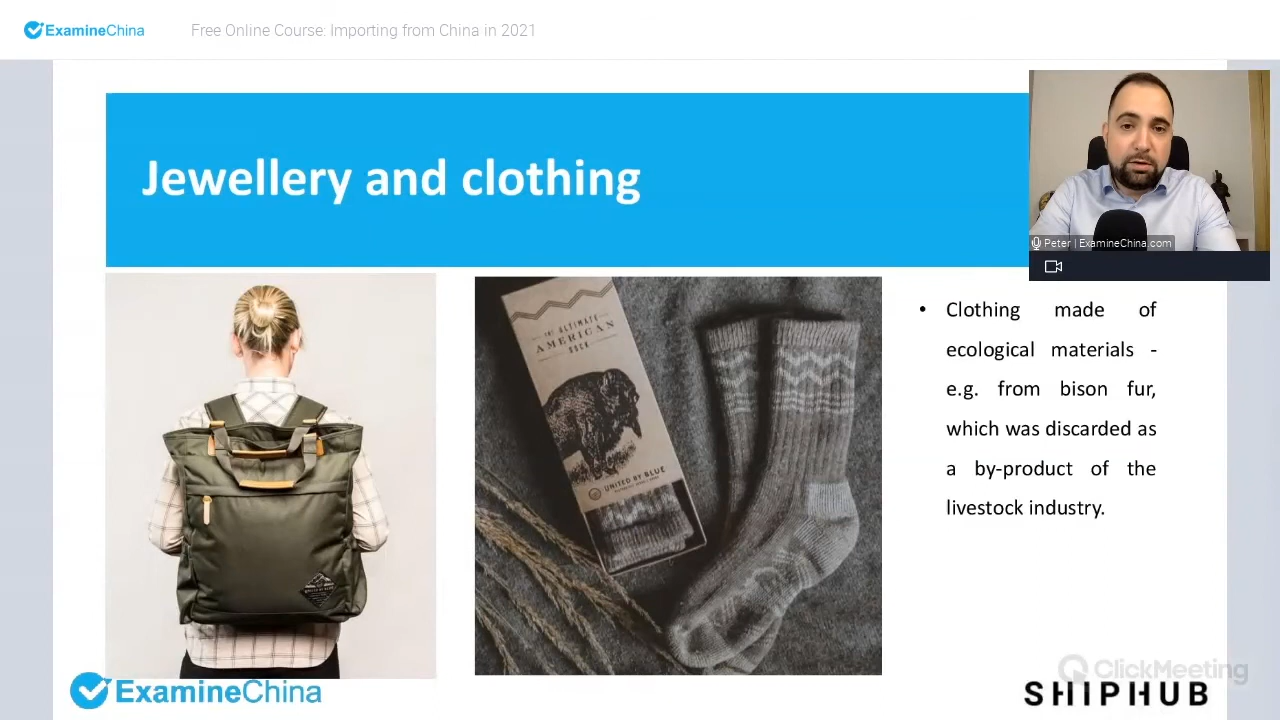 ExamineChina
Free Online Course: Importing from China in 2021
Jewellery and clothing
Peter | ExamineChina.com
THE ULTIMATE
AMERICAN
SOCK
UNITED BY BLUE
• Clothing made of
ecological materials -
e.g. from bison fur,
which was discarded as
a by-product of the
livestock industry.
ExamineChina
ClickMeeting
SHIPHUB